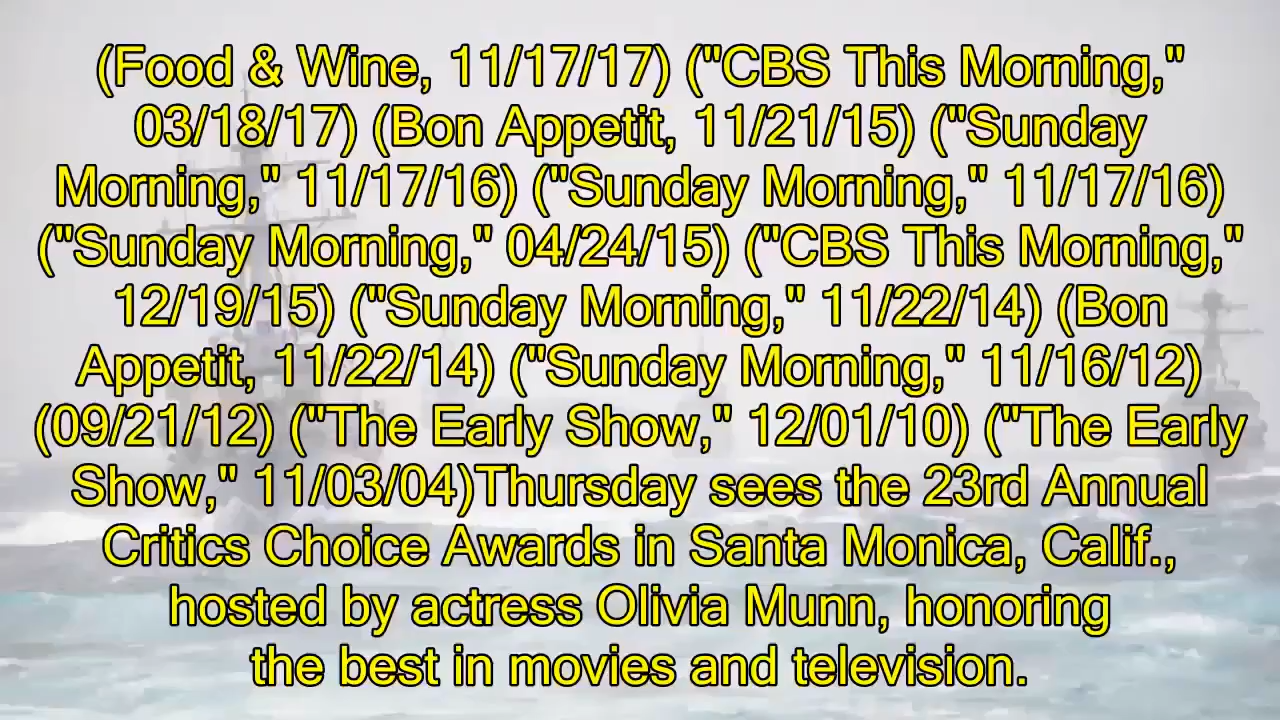 (Food & Wine, 11/17/17) ("CBS This Morning,"
03/18/17) (Bon Appetit, 11/21/15) ("Sunday
Morning," 11/17/16) ("Sunday Morning," 11/17/16)
("Sunday Morning," 04/24/15) ("CBS This Morning,"
12/19/15) ("Sunday Morning," 11/22/14) (Bon
Appetit, 11/22/14) ("Sunday Morning," 11/16/12)
(09/21/12) ("The Early Show," 12/01/10) ("The Early
Show," 11/03/04)Thursday sees the 23rd Annual
Critics Choice Awards in Santa Monica, Calif.,
hosted by actress Olivia Munn, honoring
the best in movies and television.